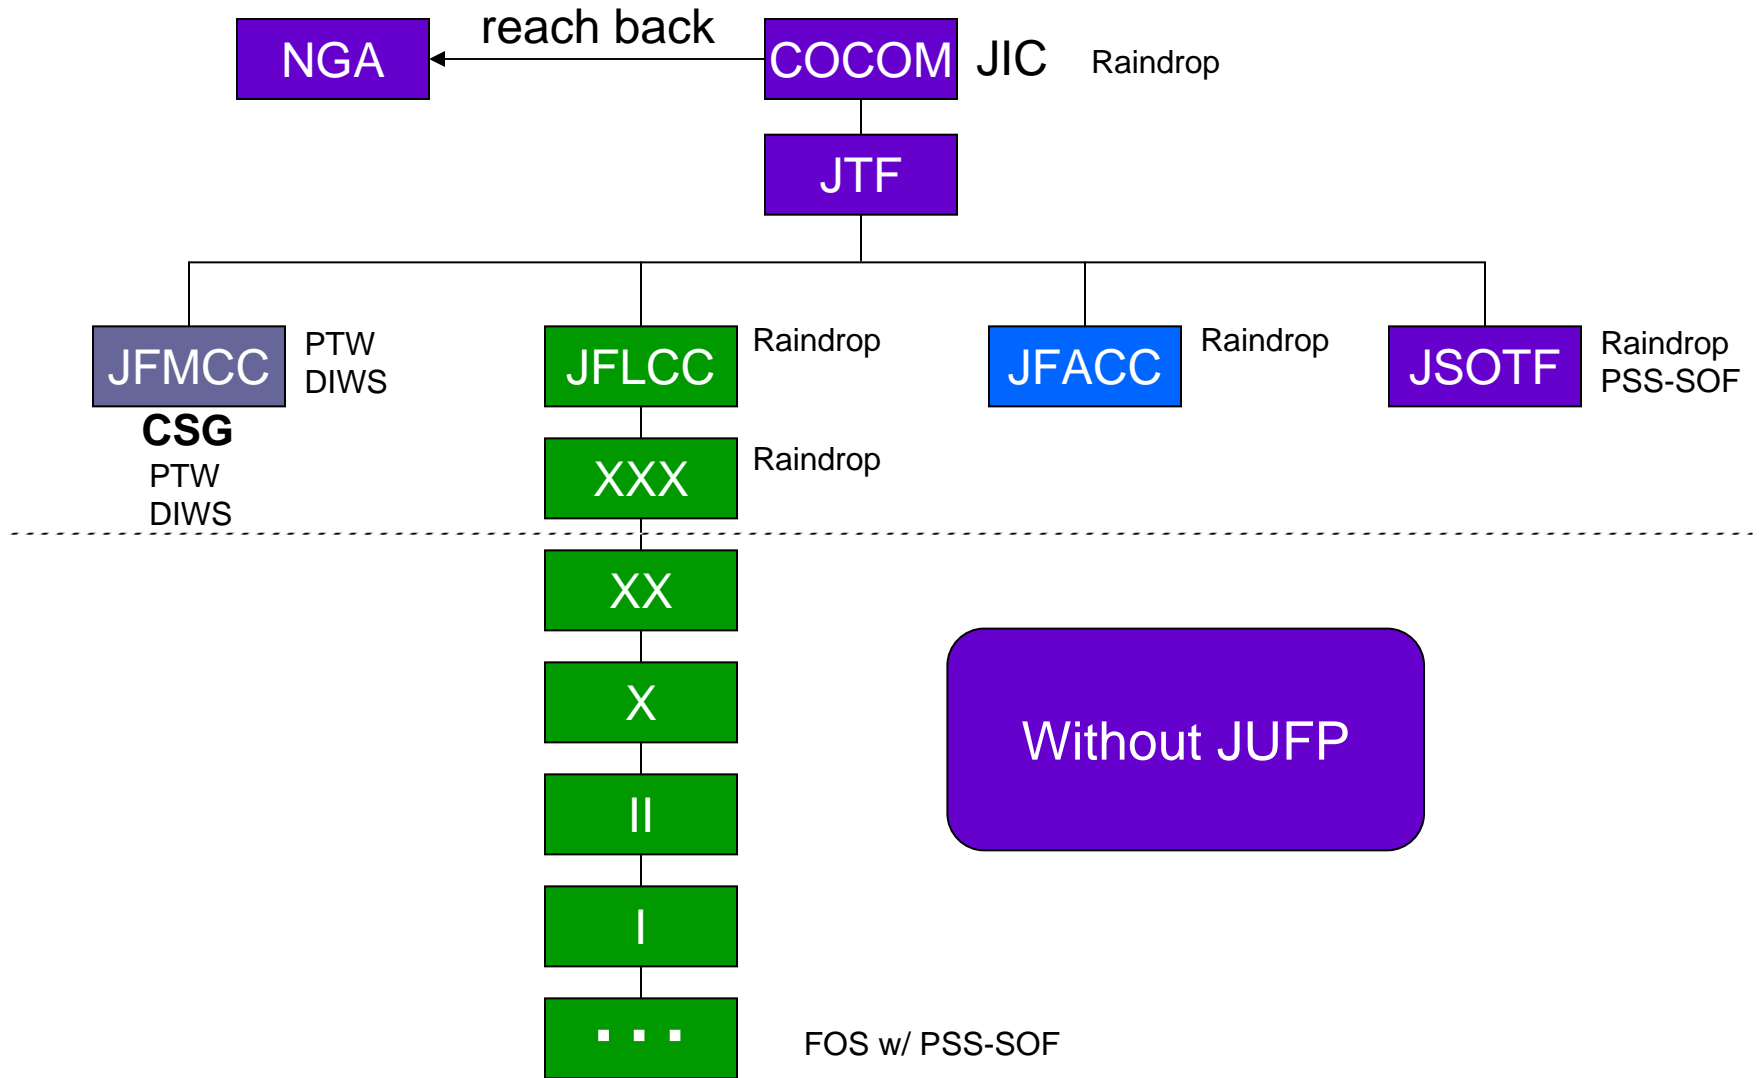 reach back
NGA
COCOM
JIC
Raindrop
JTF
JFMCC
PTW
DIWS
JFLCC
Raindrop
JFACC
Raindrop
JSOTF
Raindrop
PSS-SOF
CSG
PTW
DIWS
XXX
Raindrop
XX
X
Without JUFP
II
I
...
FOS w/ PSS-SOF